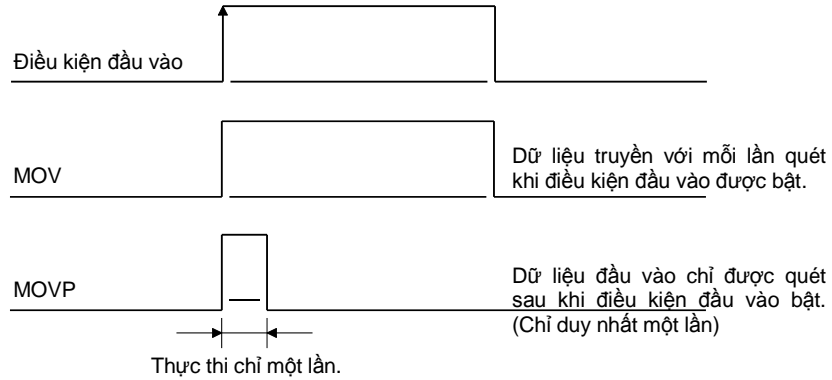 Điều kiện đầu vào
MOV
Dữ liệu truyền với mỗi lần quét
khi điều kiện đầu vào được bật.
MOVP
Dữ liệu đầu vào chỉ được quét
sau khi điều kiện đầu vào bật.
(Chỉ duy nhất một lần)
Thực thi chỉ một lần.